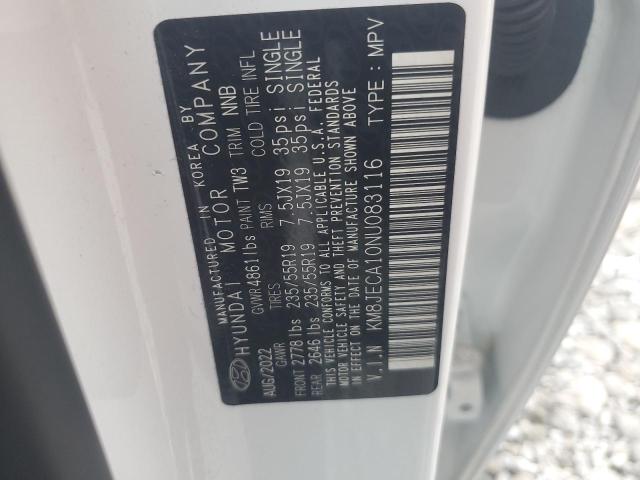 MANUFACTURED IN KOREA BY
HYUNDAI MOTOR COMPANY
AUG/2022 GVWR 4861 lbs PAINT TW3 TRIM NNB
GAWR TIRES RIMS COLD TIRE INFL
FRONT 2778 lbs 235/55R19 7.5JX19 35psi SINGLE
REAR 2646 lbs 235/55R19 7.5JX19 35psi SINGLE
THIS VEHICLE CONFORMS TO ALL APPLICABLE U.S.A. FEDERAL
MOTOR VEHICLE SAFETY AND THEFT PREVENTION STANDARDS
IN EFFECT ON THE DATE OF MANUFACTURE SHOWN ABOVE
V.I.N KM8JECA10NU083116 TYPE : MPV